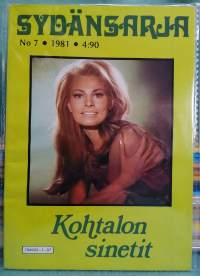 SYDÄNSARJA
No 7 • 1981 • 4:90
Kohtalon
sinetit